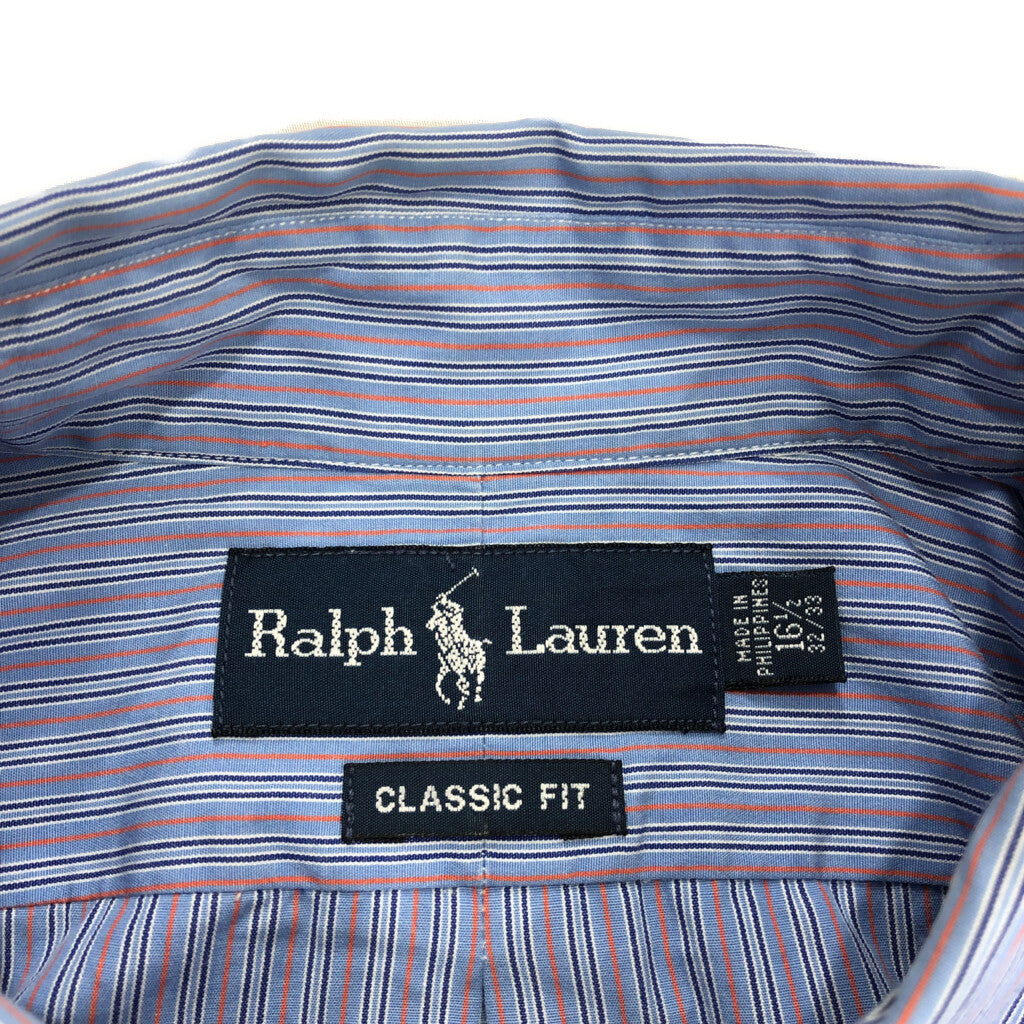 Ralph Lauren
MADE IN
PHILIPPINES
16½
32/33
CLASSIC FIT